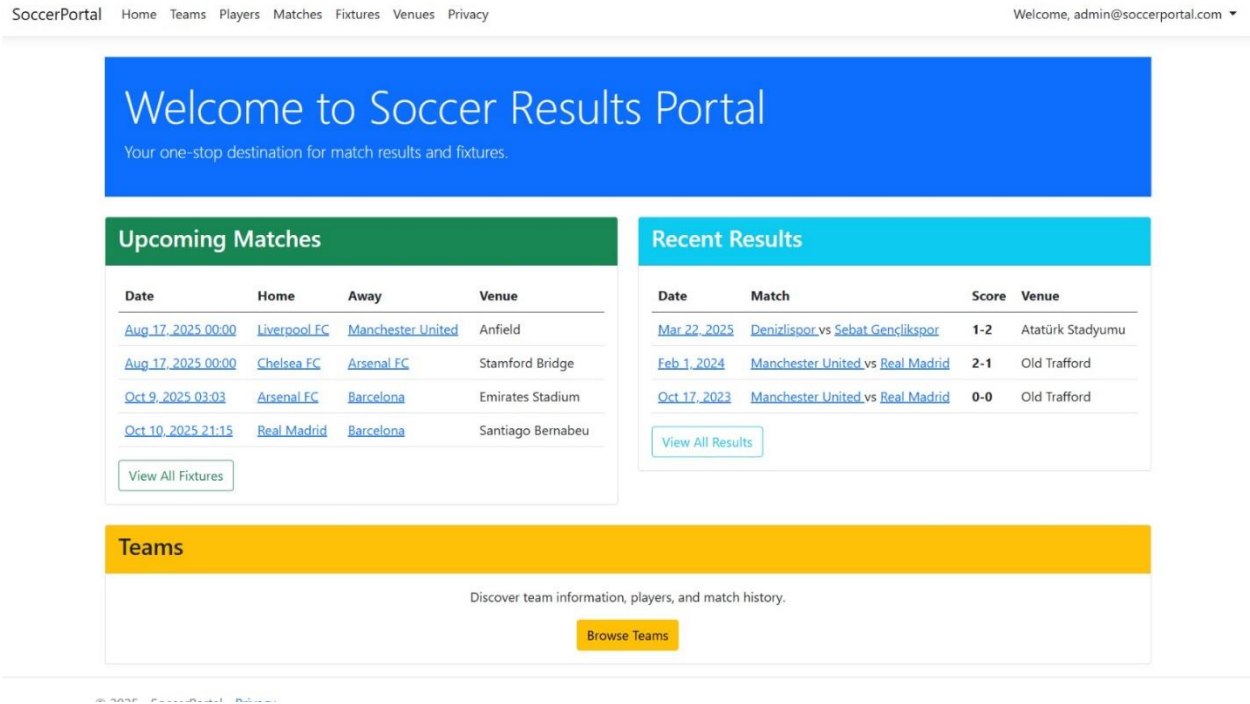 SoccerPortal Home Teams Players Matches Fixtures Venues Privacy Welcome, admin@soccerportal.com
Welcome to Soccer Results Portal
Your one-stop destination for match results and fixtures.
Upcoming Matches
Date Home Away Venue
Aug 17, 2025 00:00 Liverpool FC Manchester United Anfield
Aug 17, 2025 00:00 Chelsea FC Arsenal FC Stamford Bridge
Oct 9, 2025 03:03 Arsenal FC Barcelona Emirates Stadium
Oct 10, 2025 21:15 Real Madrid Barcelona Santiago Bernabeu
View All Fixtures
Recent Results
Date Match Score Venue
Mar 22, 2025 Denizlispor vs Sebat Gençlikspor 1-2 Atatürk Stadyumu
Feb 1, 2024 Manchester United vs Real Madrid 2-1 Old Trafford
Oct 17, 2023 Manchester United vs Real Madrid 0-0 Old Trafford
View All Results
Teams
Discover team information, players, and match history.
Browse Teams
© 2025 - SoccerPortal - Privacy